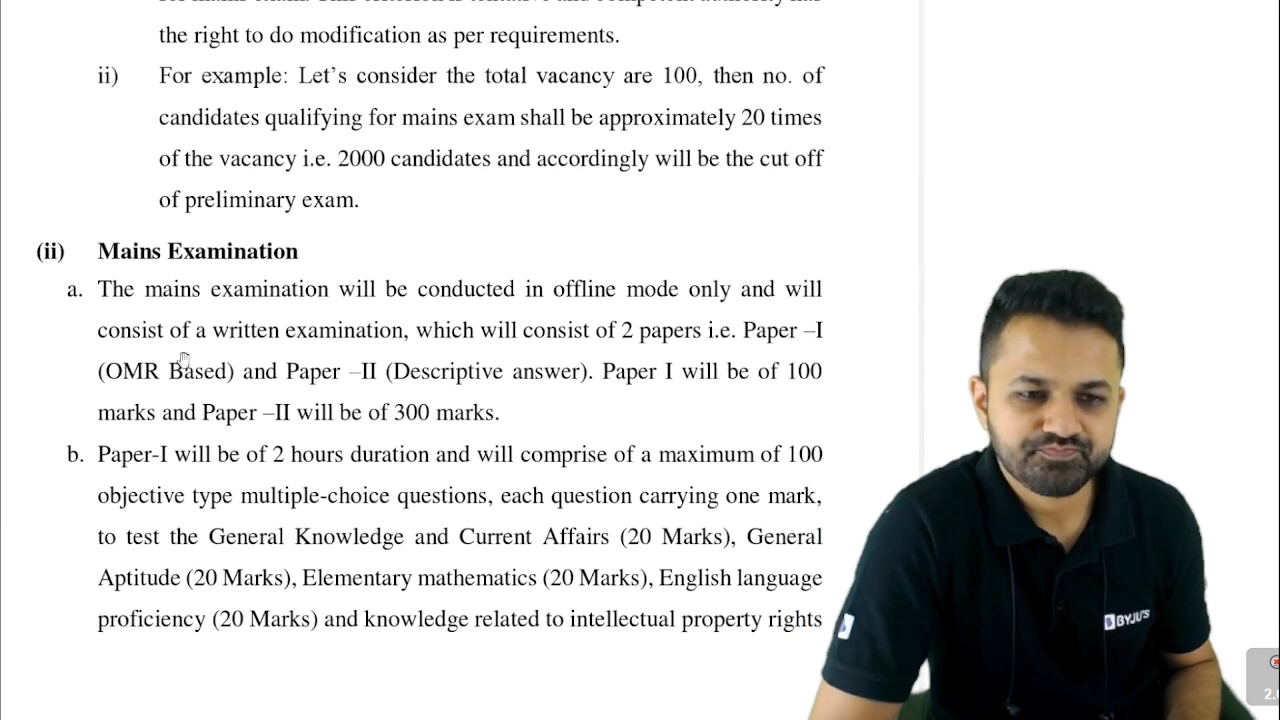 the right to do modification as per requirements.
ii) For example: Let’s consider the total vacancy are 100, then no. of
candidates qualifying for mains exam shall be approximately 20 times
of the vacancy i.e. 2000 candidates and accordingly will be the cut off
of preliminary exam.
(ii) Mains Examination
a. The mains examination will be conducted in offline mode only and will
consist of a written examination, which will consist of 2 papers i.e. Paper –I
(OMR Based) and Paper –II (Descriptive answer). Paper I will be of 100
marks and Paper –II will be of 300 marks.
b. Paper-I will be of 2 hours duration and will comprise of a maximum of 100
objective type multiple-choice questions, each question carrying one mark,
to test the General Knowledge and Current Affairs (20 Marks), General
Aptitude (20 Marks), Elementary mathematics (20 Marks), English language
proficiency (20 Marks) and knowledge related to intellectual property rights
BYJU'S